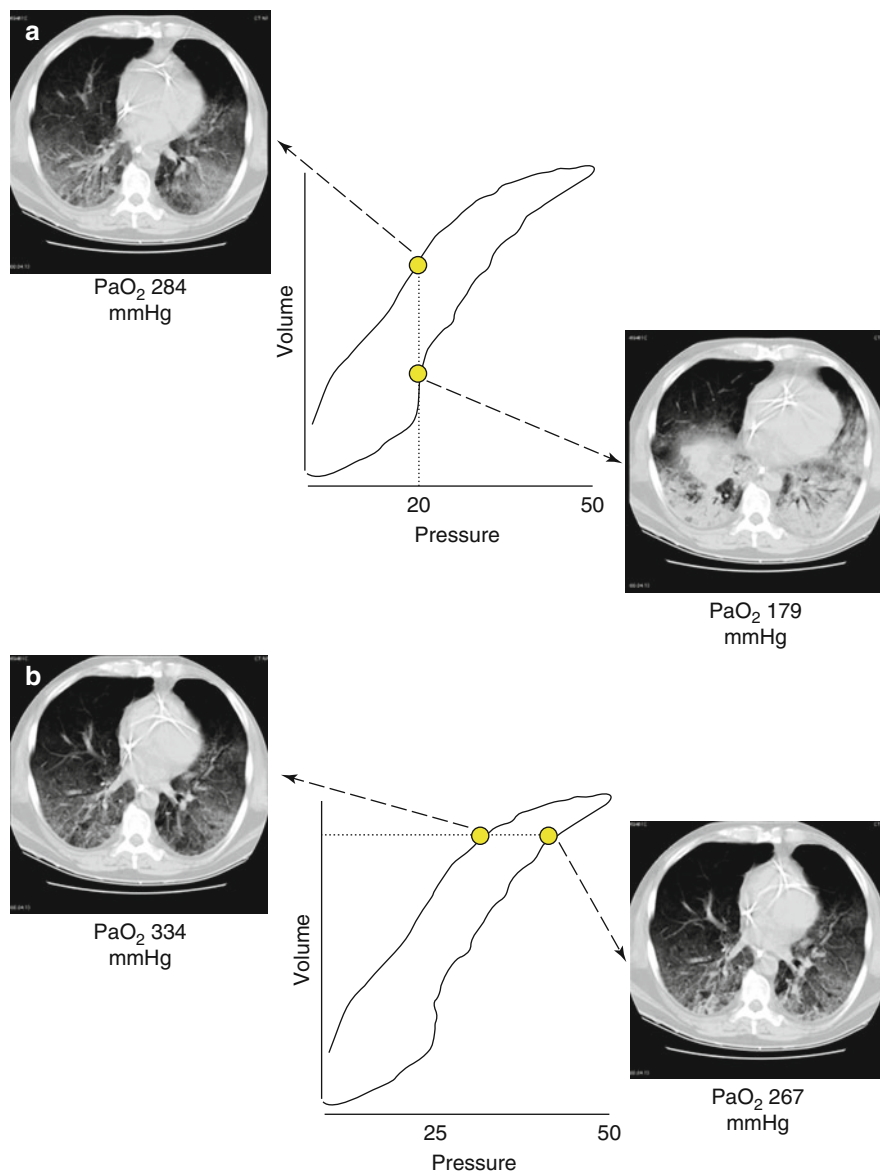 a
PaO₂ 284
mmHg
Volume
20
50
Pressure
PaO₂ 179
mmHg
b
PaO₂ 334
mmHg
Volume
25
50
Pressure
PaO₂ 267
mmHg